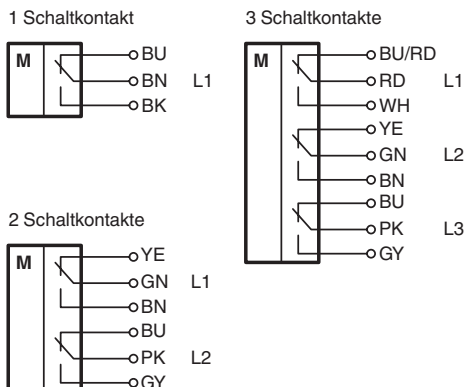 1 Schaltkontakt
M
BU
BN L1
BK
2 Schaltkontakte
M
YE
GN L1
BN
BU
PK L2
GY
3 Schaltkontakte
M
BU/RD
RD L1
WH
YE
GN L2
BN
BU
PK L3
GY